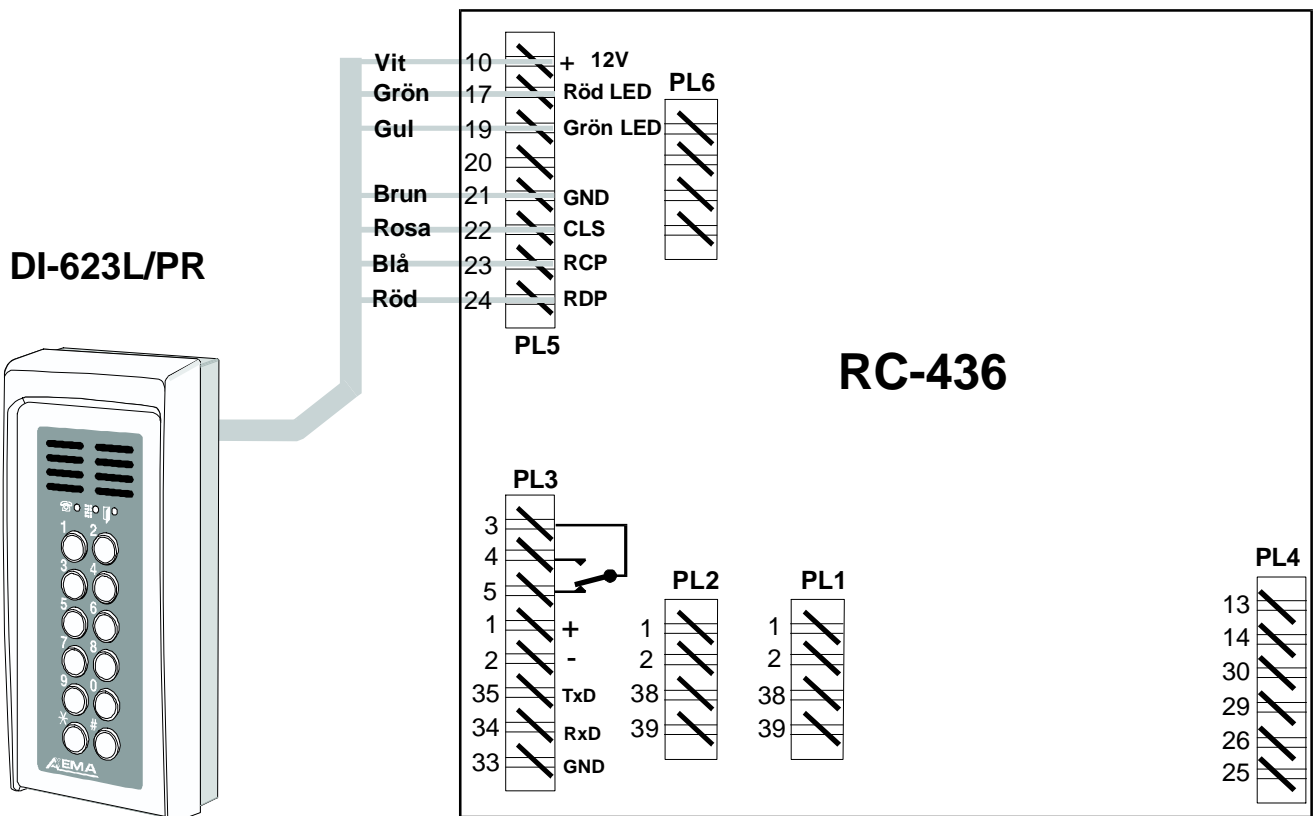 DI-623L/PR
Vit 10 + 12V
Grön 17 Röd LED
Gul 19 Grön LED
20
Brun 21 GND
Rosa 22 CLS
Blå 23 RCP
Röd 24 RDP
PL5
PL6
RC-436
PL3
3
4
5
1 +
2 -
35 TxD
34 RxD
33 GND
PL2
1
2
38
39
PL1
1
2
38
39
PL4
13
14
30
29
26
25
1 2
3 4
5 6
7 8
9 0
* #
AEMA